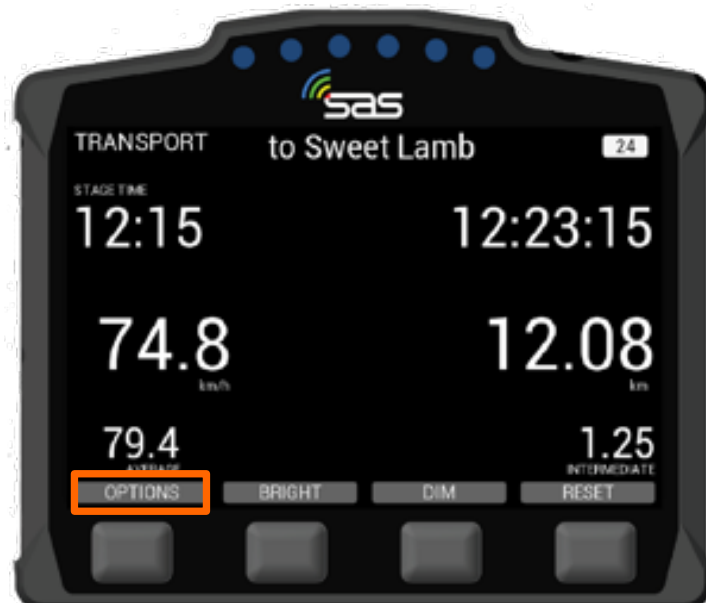 sas
TRANSPORT to Sweet Lamb 24
STAGE TIME
12:15 12:23:15
74.8 12.08
km/h km
79.4 1.25
AVERAGE INTERMEDIATE
OPTIONS BRIGHT DIM RESET